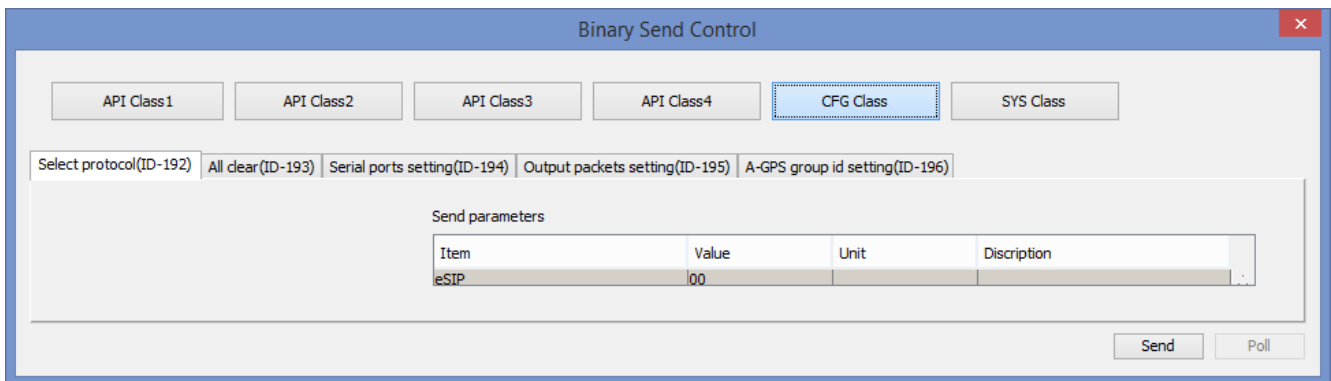 Binary Send Control
API Class1 API Class2 API Class3 API Class4 CFG Class SYS Class
Select protocol(ID-192) All clear(ID-193) Serial ports setting(ID-194) Output packets setting(ID-195) A-GPS group id setting(ID-196)
Send parameters
Item Value Unit Discription
eSIP 00
Send Poll